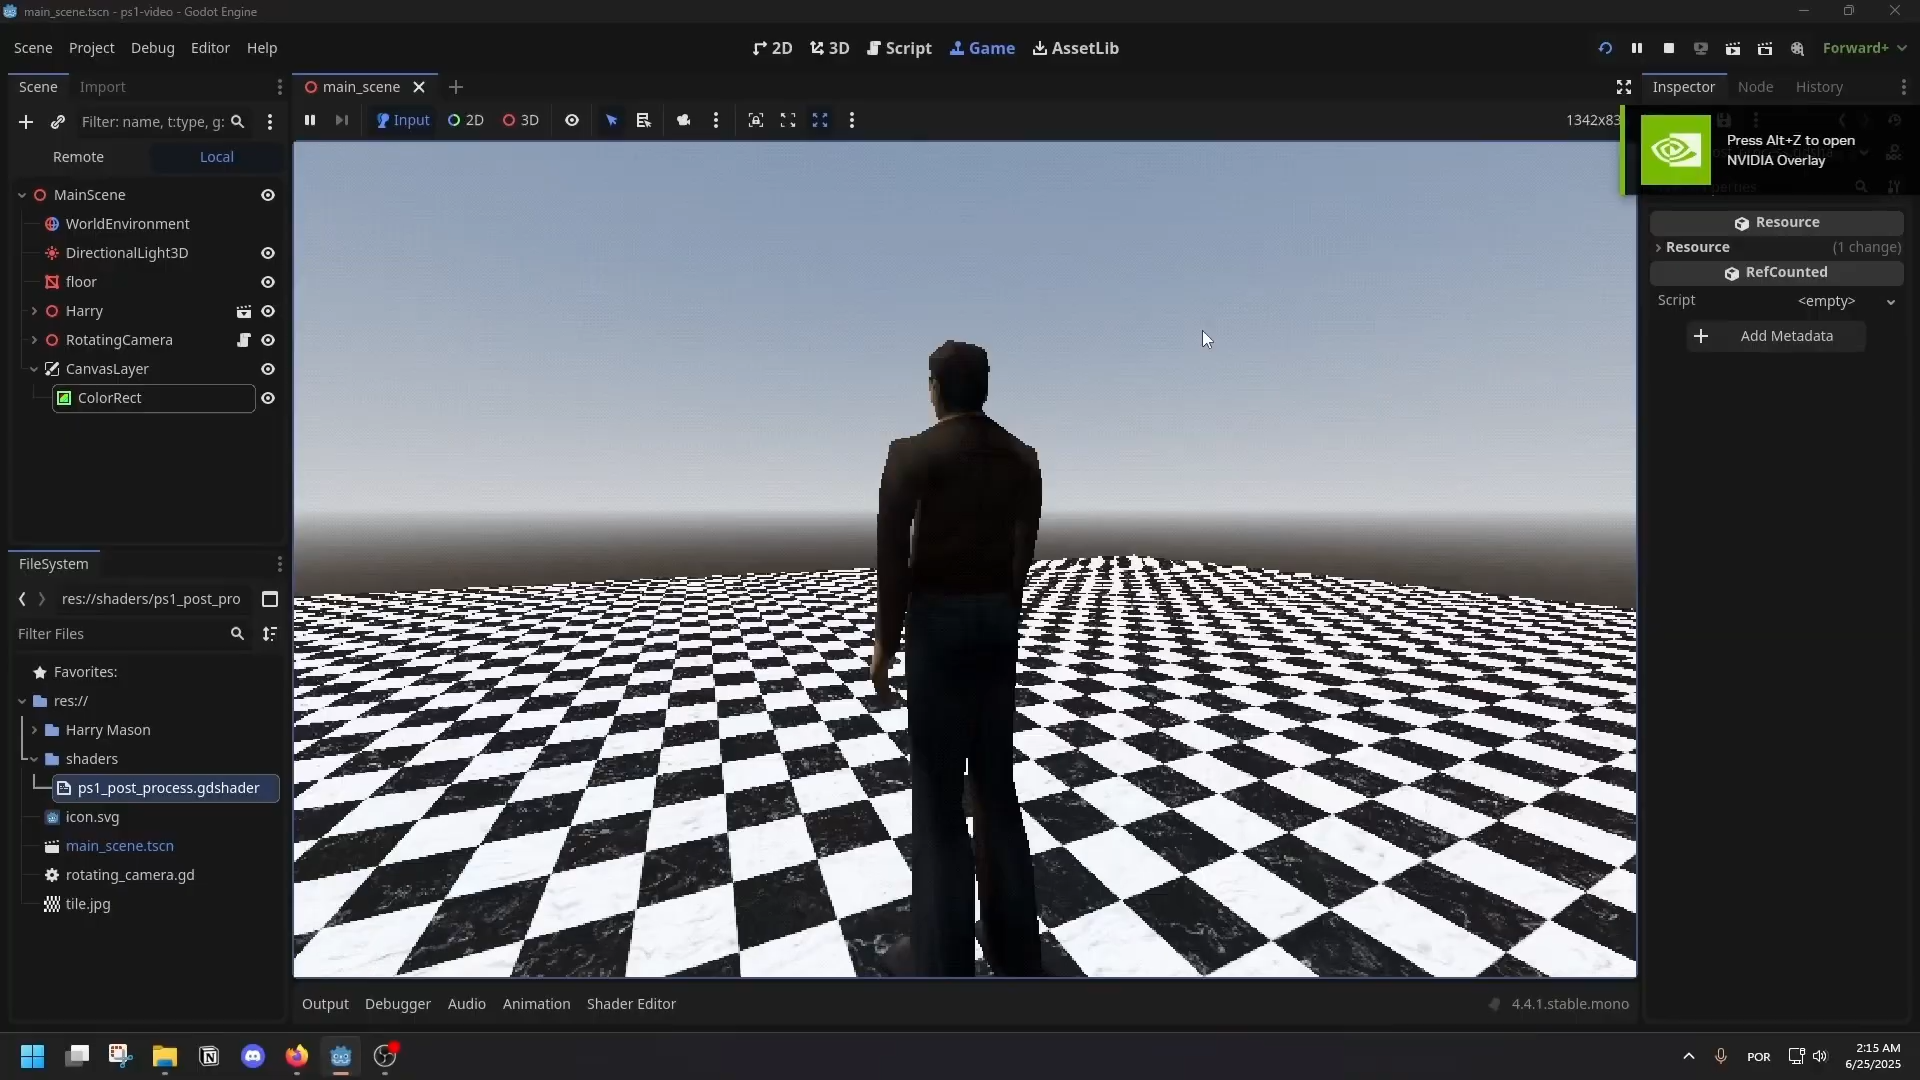 main_scene.tscn - ps1-video - Godot Engine
Scene Project Debug Editor Help
2D 3D Script Game AssetLib
Forward+
Scene Import
main_scene
Inspector Node History
Filter: name, t:type, g:
Input 2D 3D
1342x83
Press Alt+Z to open
NVIDIA Overlay
Remote Local
MainScene
WorldEnvironment
DirectionalLight3D
floor
Harry
RotatingCamera
CanvasLayer
ColorRect
Resource
Resource (1 change)
RefCounted
Script <empty>
Add Metadata
FileSystem
res://shaders/ps1_post_pro
Filter Files
Favorites:
res://
Harry Mason
shaders
ps1_post_process.gdshader
icon.svg
main_scene.tscn
rotating_camera.gd
tile.jpg
Output Debugger Audio Animation Shader Editor
4.4.1.stable.mono
POR
2:15 AM
6/25/2025